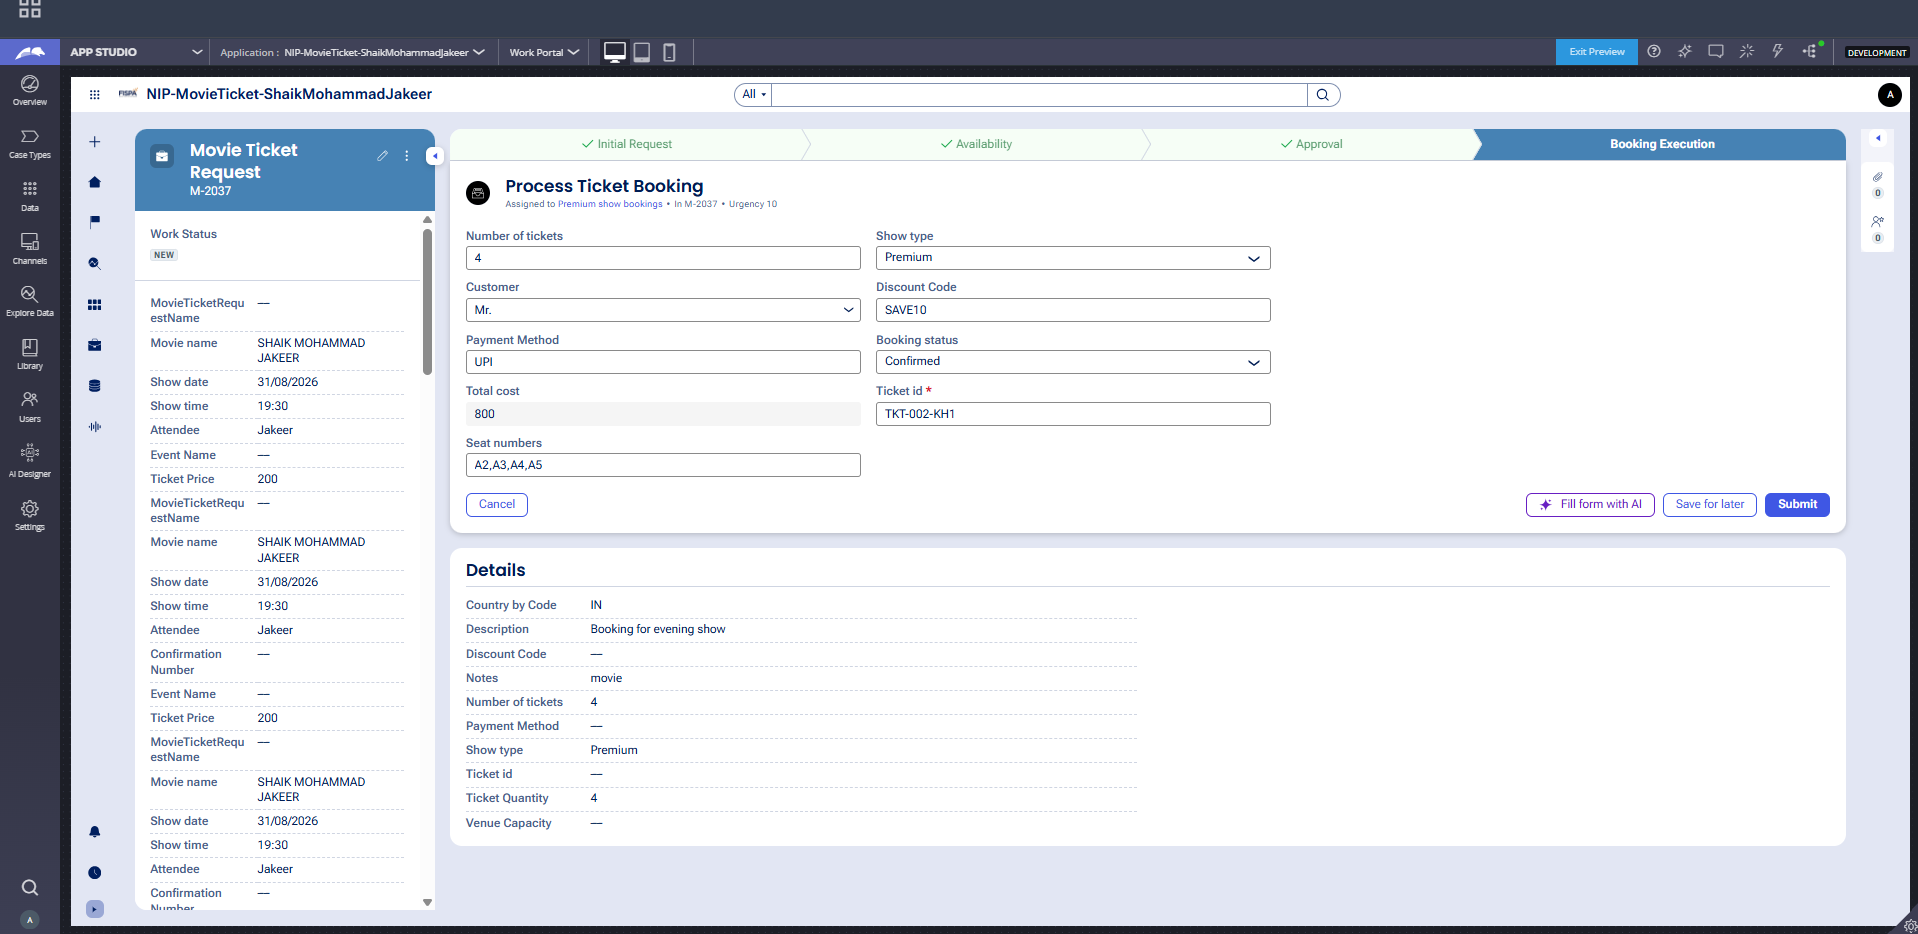 APP STUDIO
Application : NIP-MovieTicket-ShaikMohammadJakeer
Work Portal
Exit Preview
DEVELOPMENT
Overview
Case Types
Data
Channels
Explore Data
Library
Users
AI Designer
Settings
A
NIP-MovieTicket-ShaikMohammadJakeer
All
A
Movie Ticket
Request
M-2037
Work Status
NEW
MovieTicketRequ
estName
––
Movie name
SHAIK MOHAMMAD
JAKEER
Show date
31/08/2026
Show time
19:30
Attendee
Jakeer
Event Name
––
Ticket Price
200
MovieTicketRequ
estName
––
Movie name
SHAIK MOHAMMAD
JAKEER
Show date
31/08/2026
Show time
19:30
Attendee
Jakeer
Confirmation
Number
––
Event Name
––
Ticket Price
200
MovieTicketRequ
estName
––
Movie name
SHAIK MOHAMMAD
JAKEER
Show date
31/08/2026
Show time
19:30
Attendee
Jakeer
Confirmation
Number
––
Initial Request
Availability
Approval
Booking Execution
Process Ticket Booking
Assigned to Premium show bookings • In M-2037 • Urgency 10
Number of tickets
4
Show type
Premium
Customer
Mr.
Discount Code
SAVE10
Payment Method
UPI
Booking status
Confirmed
Total cost
800
Ticket id *
TKT-002-KH1
Seat numbers
A2,A3,A4,A5
Cancel
Fill form with AI
Save for later
Submit
0
0
Details
Country by Code
IN
Description
Booking for evening show
Discount Code
––
Notes
movie
Number of tickets
4
Payment Method
––
Show type
Premium
Ticket id
––
Ticket Quantity
4
Venue Capacity
––